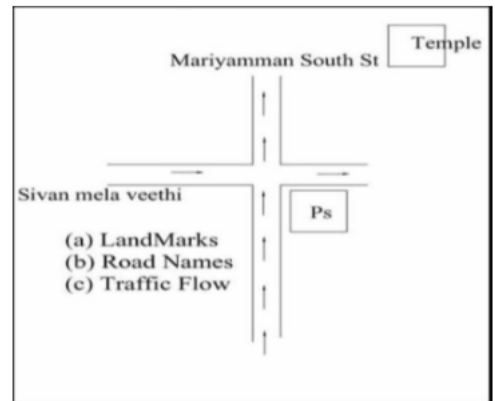 Temple
Mariyamman South St
Sivan mela veethi
Ps
(a) LandMarks
(b) Road Names
(c) Traffic Flow